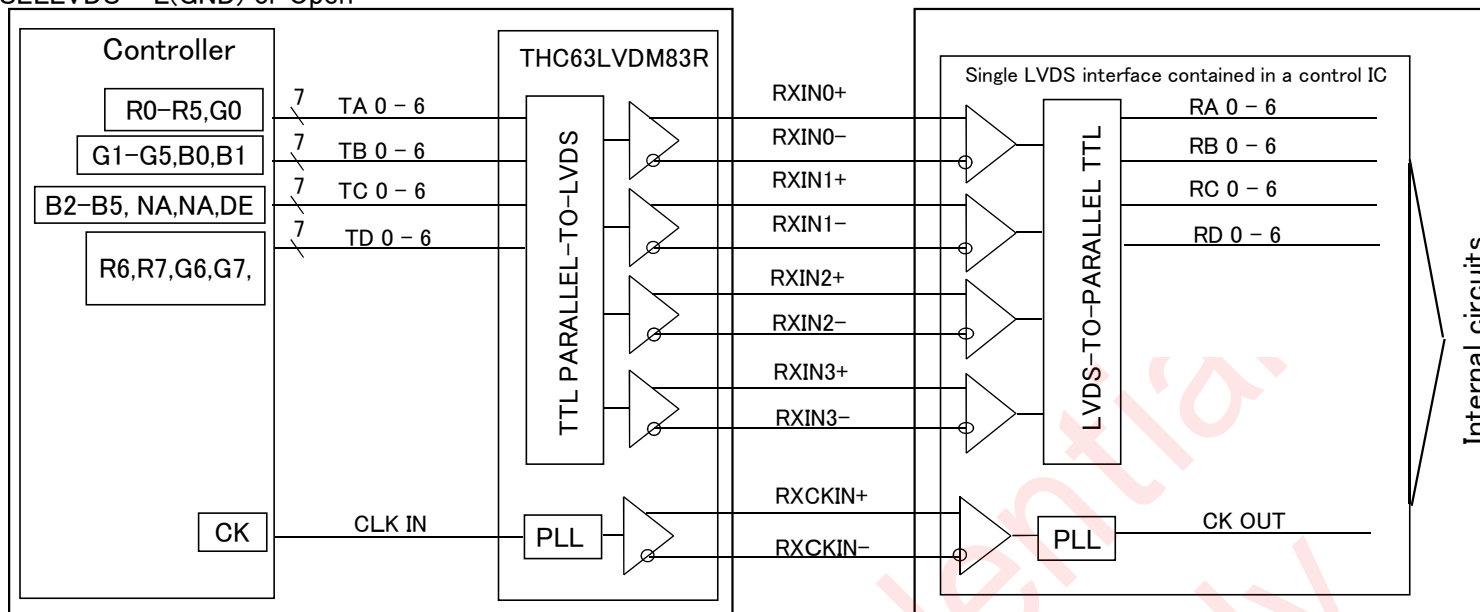 SELLVDS = L(GND) or Open
Controller
THC63LVDM83R
Single LVDS interface contained in a control IC
R0-R5,G0
7
TA 0 - 6
G1-G5,B0,B1
7
TB 0 - 6
B2-B5, NA,NA,DE
7
TC 0 - 6
R6,R7,G6,G7,
7
TD 0 - 6
TTL PARALLEL-TO-LVDS
RXIN0+
RXIN0-
RXIN1+
RXIN1-
RXIN2+
RXIN2-
RXIN3+
RXIN3-
LVDS-TO-PARALLEL TTL
RA 0 - 6
RB 0 - 6
RC 0 - 6
RD 0 - 6
Internal circuits
CK
CLK IN
PLL
RXCKIN+
RXCKIN-
PLL
CK OUT